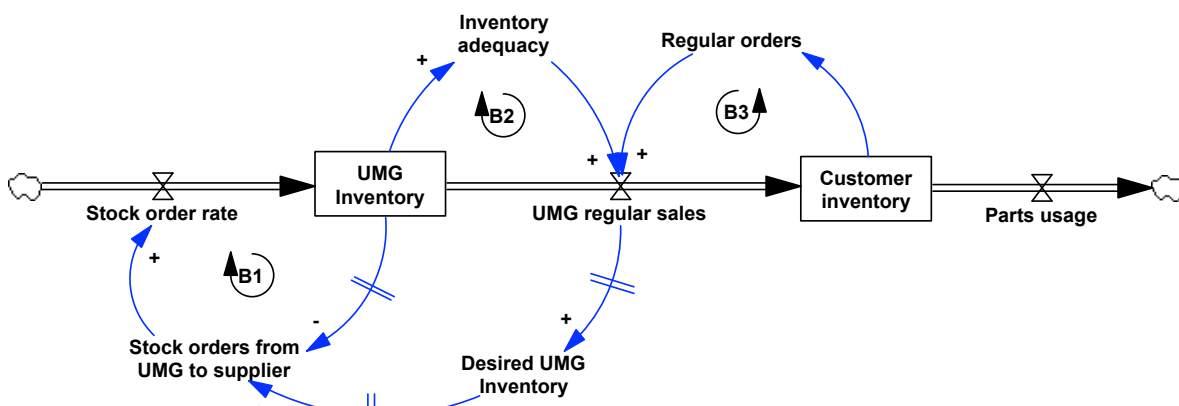 Inventory
adequacy
Regular orders
+
B2
B3
+
+
UMG
Inventory
Customer
inventory
Stock order rate
UMG regular sales
Parts usage
+
B1
-
+
Stock orders from
UMG to supplier
Desired UMG
Inventory